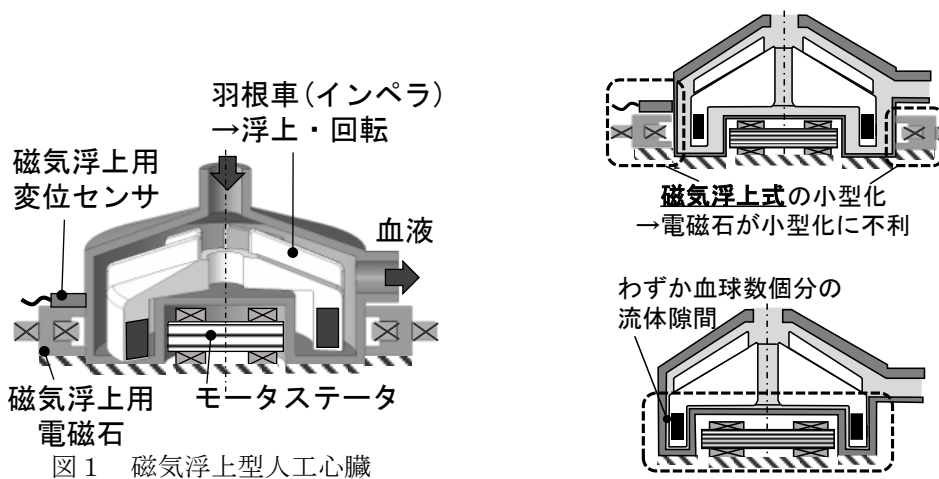 羽根車(インペラ)
→浮上・回転
磁気浮上用
変位センサ
血液
磁気浮上用
電磁石
モータステータ
図1 磁気浮上型人工心臓
磁気浮上式の小型化
→電磁石が小型化に不利
わずか血球数個分の
流体隙間